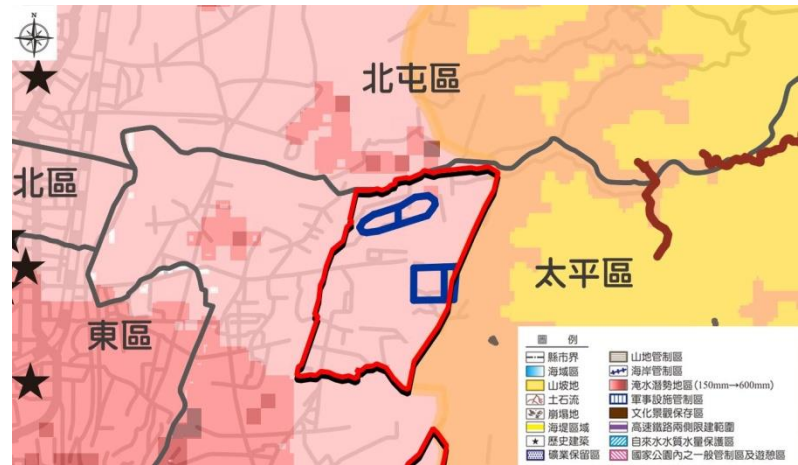 N
北屯區
北區
太平區
東區
圖 例
縣市界
海域區
山坡地
土石流
崩塌地
海堤區域
歷史建築
礦業保留區
山地管制區
海岸管制區
淹水潛勢地區(150mm→600mm)
軍事設施管制區
文化景觀保存區
高速鐵路兩側限建範圍
自來水水質水量保護區
國家公園內之一般管制區及遊憩區